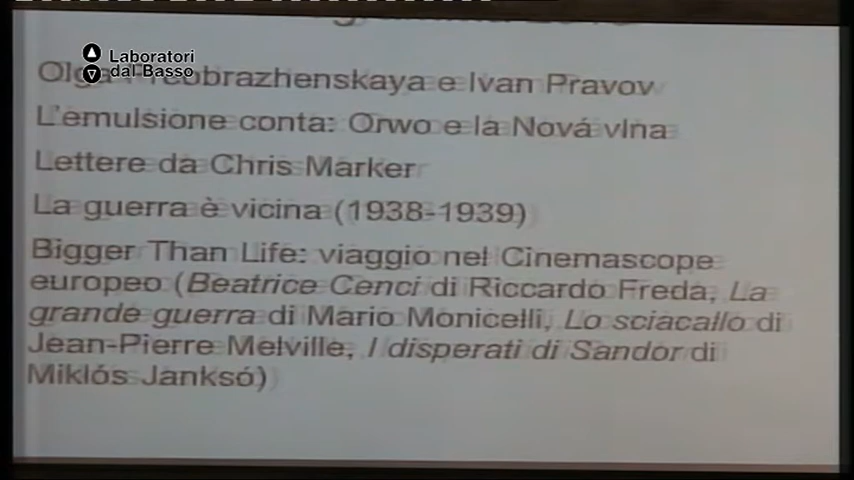 Laboratori
dal Basso
Olga Preobrazhenskaya e Ivan Pravov
L'emulsione conta: Orwo e la Nová vlna
Lettere da Chris Marker
La guerra è vicina (1938-1939)
Bigger Than Life: viaggio nel Cinemascope
europeo (Beatrice Cenci di Riccardo Freda, La
grande guerra di Mario Monicelli, Lo sciacallo di
Jean-Pierre Melville, I disperati di Sandor di
Miklós Janksó)